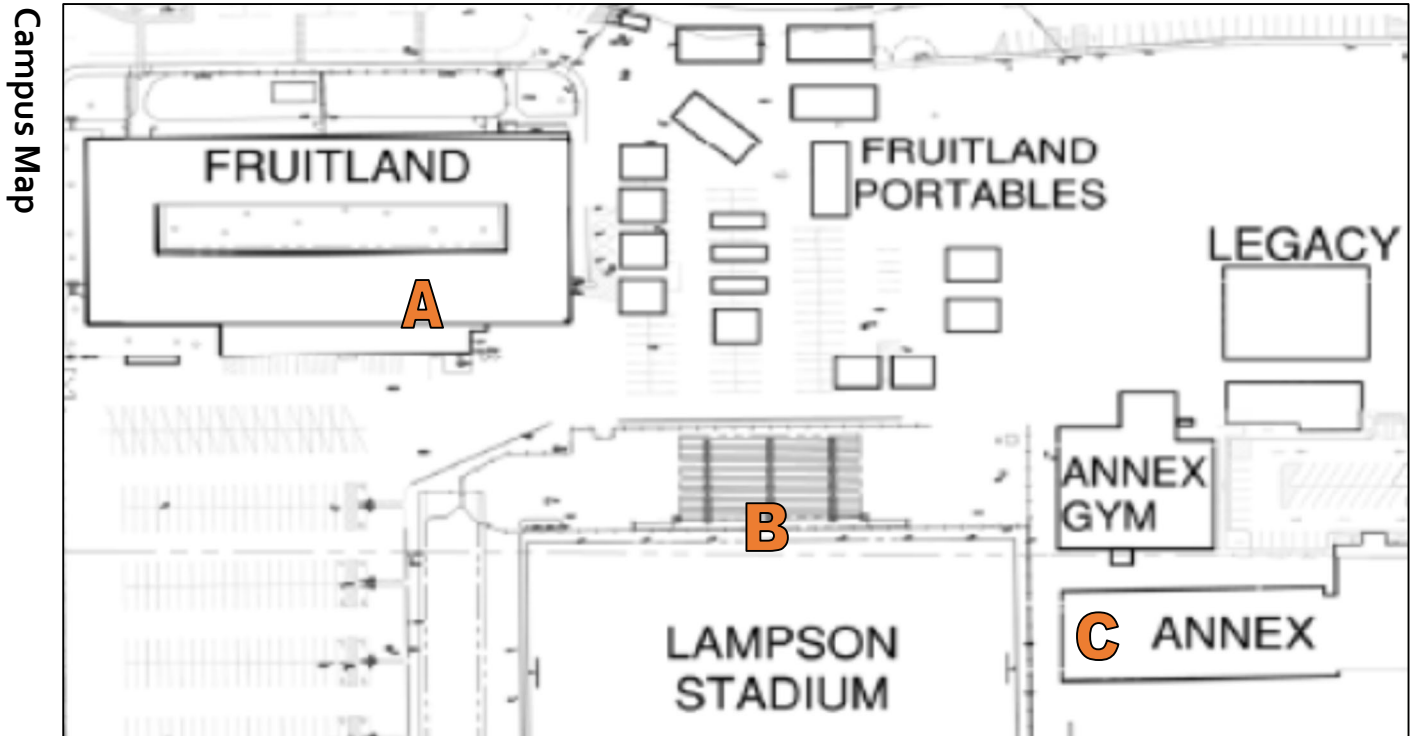 Campus Map
FRUITLAND
A
FRUITLAND
PORTABLES
LEGACY
ANNEX
GYM
B
LAMPSON
STADIUM
C ANNEX